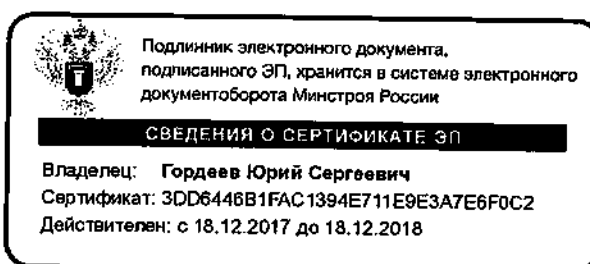 Подлинник электронного документа,
подписанного ЭП, хранится в системе электронного
документоборота Минстроя России
СВЕДЕНИЯ О СЕРТИФИКАТЕ ЭП
Владелец: Гордеев Юрий Сергеевич
Сертификат: 3DD6446B1FAC1394E711E9E3A7E6F0C2
Действителен: с 18.12.2017 до 18.12.2018